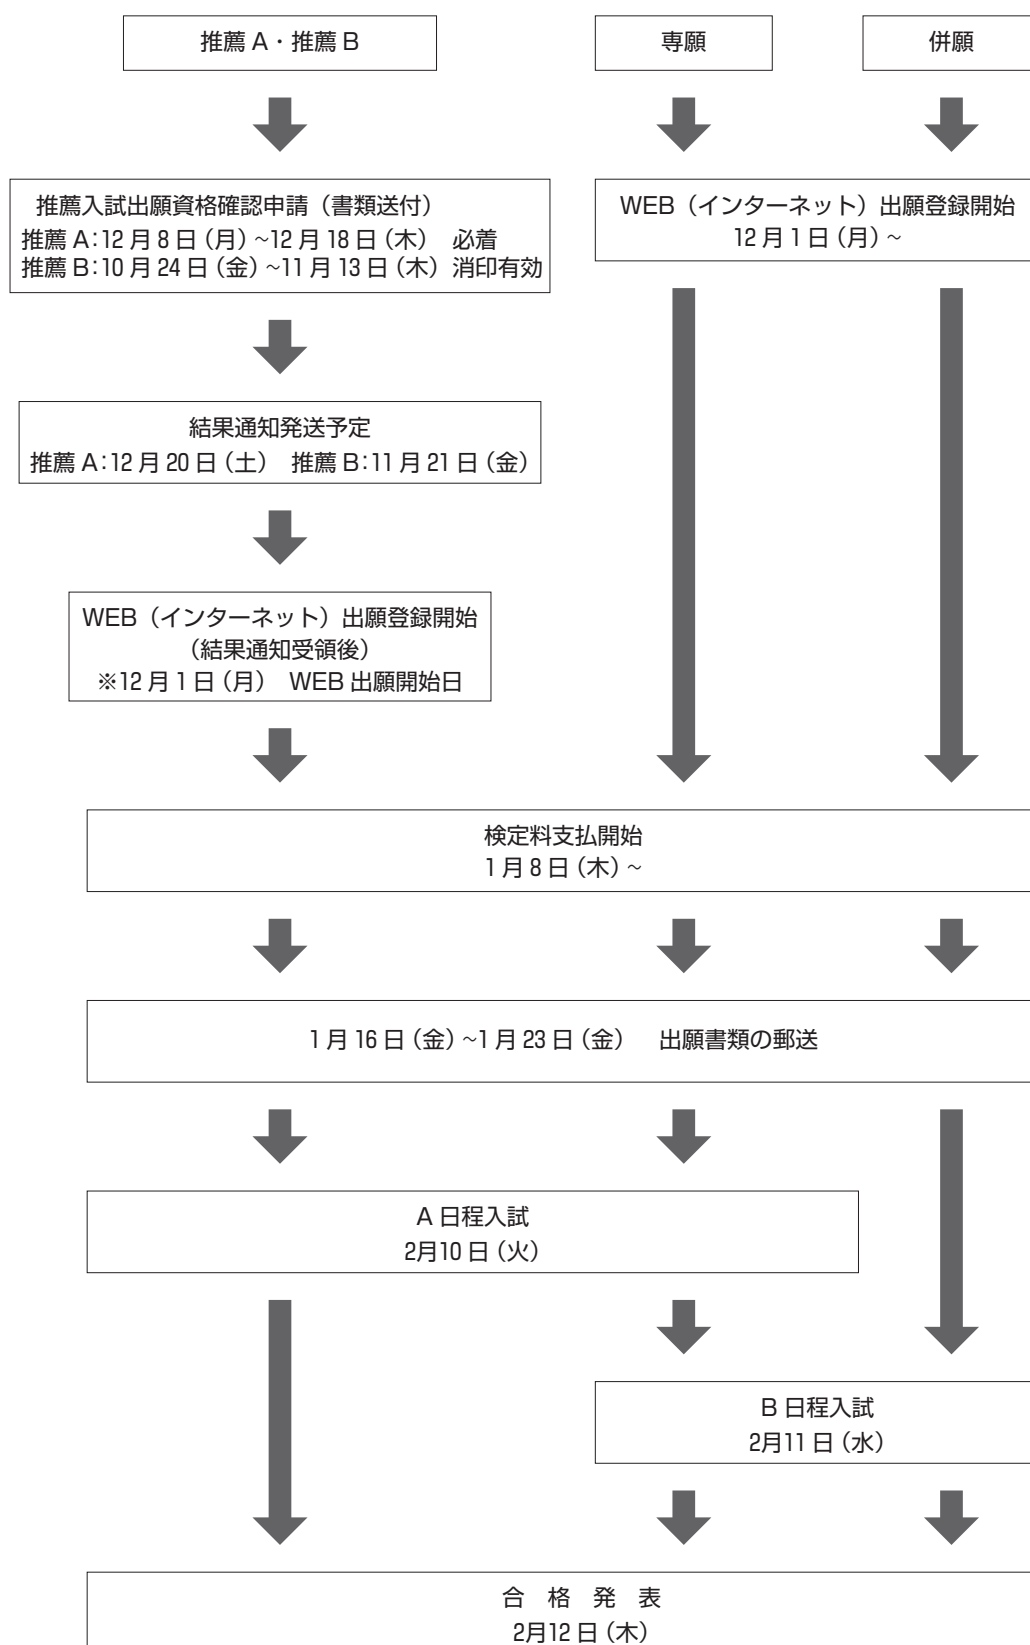 推薦 A・推薦 B
専願
併願
推薦入試出願資格確認申請（書類送付）
推薦 A：12 月 8 日（月）~12 月 18 日（木） 必着
推薦 B：10 月 24 日（金）~11 月 13 日（木） 消印有効
WEB（インターネット）出願登録開始
12 月 1 日（月）~
結果通知発送予定
推薦 A：12 月 20 日（土） 推薦 B：11 月 21 日（金）
WEB（インターネット）出願登録開始
（結果通知受領後）
※12 月 1 日（月） WEB 出願開始日
検定料支払開始
1 月 8 日（木）~
1 月 16 日（金）~1 月 23 日（金） 出願書類の郵送
A 日程入試
2月10 日（火）
B 日程入試
2月11 日（水）
合 格 発 表
2月12 日（木）